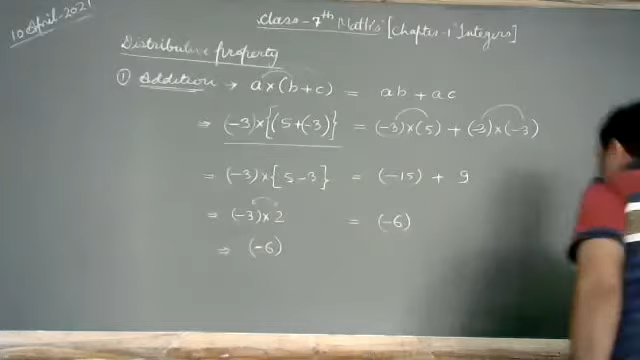 10 April-2021
Class-7th Maths [Chapter-1 "Integers"]
Distributive property
① Addition → a×(b+c) = ab + ac
⇒ (-3)×{(5+(-3)} = (-3)×(5) + (-3)×(-3)
= (-3)×[5-3} = (-15) + 9
= (-3)×2 = (-6)
⇒ (-6)